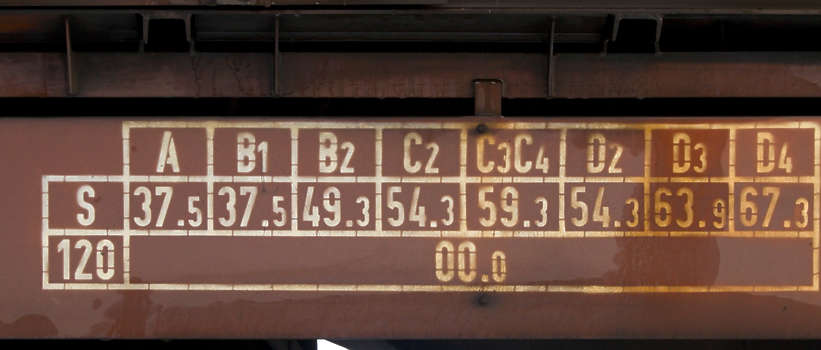 A B1 B2 C2 C3C4 D2 D3 D4
S 37.5 37.5 49.3 54.3 59.3 54.3 63.9 67.3
120 00.0